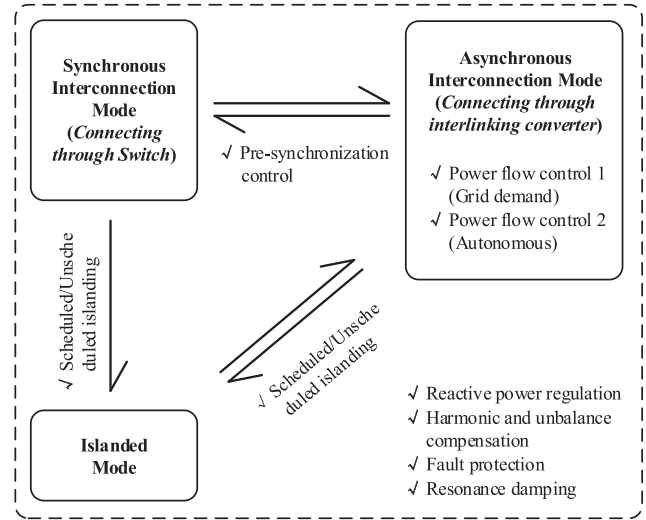 Synchronous
Interconnection
Mode
(Connecting
through Switch)
Asynchronous
Interconnection Mode
(Connecting through
interlinking converter)
√ Power flow control 1
(Grid demand)
√ Power flow control 2
(Autonomous)
√ Pre-synchronization
control
√ Scheduled/Unsche
duled islanding
√ Scheduled/Unsche
duled islanding
Islanded
Mode
√ Reactive power regulation
√ Harmonic and unbalance
compensation
√ Fault protection
√ Resonance damping